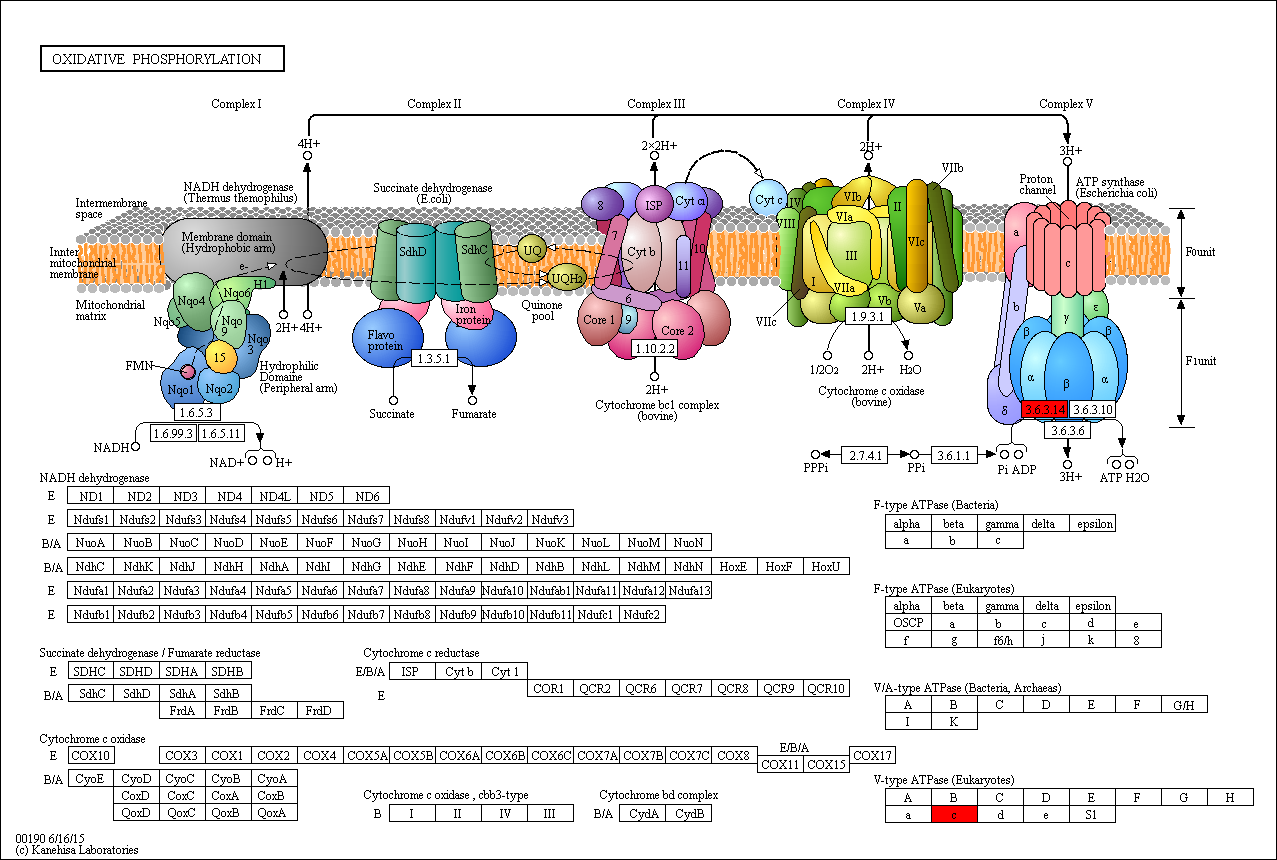 OXIDATIVE PHOSPHORYLATION
Complex I
Complex II
Complex III
Complex IV
Complex V
4H+
2×2H+
2H+
3H+
NADH dehydrogenase
(Thermus themophilus)
Succinate dehydrogenase
(E.coli)
Proton
channel
ATP synthase
(Escherichia coli)
Intermembrane
space
Innter
mitochondrial
membrane
Mitochondrial
matrix
Membrane domain
(Hydrophobic arm)
e-
H1
Nqo4
Nqo6
Nqo5
Nqo
9
Nqo
3
15
FMN
Nqo1
Nqo2
2H+
4H+
Hydrophilic
Domaine
(Peripheral arm)
1.6.5.3
1.6.99.3
1.6.5.11
NADH
NAD+
H+
SdhD
SdhC
Flavo
protein
Iron
protein
1.3.5.1
Succinate
Fumarate
UQ
UQH2
Quinone
pool
8
ISP
Cyt c1
Cyt c
7
Cyt b
10
11
6
9
Core 1
Core 2
1.10.2.2
2H+
Cytochrome bc1 complex
(bovine)
VIIb
IV
VIb
II
VIII
VIa
III
VIc
I
VIIa
VIIc
Vb
Va
1.9.3.1
1/2O2
2H+
H2O
Cytochrome c oxidase
(bovine)
a
c
b
γ
ε
β
β
α
β
α
δ
F0unit
F1unit
3.6.3.14
3.6.3.10
3.6.3.6
PPPi
2.7.4.1
PPi
3.6.1.1
Pi ADP
3H+
ATP H2O
NADH dehydrogenase
E ND1 ND2 ND3 ND4 ND4L ND5 ND6
E Ndufs1 Ndufs2 Ndufs3 Ndufs4 Ndufs5 Ndufs6 Ndufs7 Ndufs8 Ndufv1 Ndufv2 Ndufv3
B/A NuoA NuoB NuoC NuoD NuoE NuoF NuoG NuoH NuoI NuoJ NuoK NuoL NuoM NuoN
B/A NdhC NdhK NdhJ NdhH NdhA NdhI NdhG NdhE NdhF NdhD NdhB NdhL NdhM NdhN HoxE HoxF HoxU
E Ndufa1 Ndufa2 Ndufa3 Ndufa4 Ndufa5 Ndufa6 Ndufa7 Ndufa8 Ndufa9 Ndufa10 Ndufab1 Ndufa11 Ndufa12 Ndufa13
E Ndufb1 Ndufb2 Ndufb3 Ndufb4 Ndufb5 Ndufb6 Ndufb7 Ndufb8 Ndufb9 Ndufb10 Ndufb11 Ndufc1 Ndufc2
Succinate dehydrogenase / Fumarate reductase
E SDHC SDHD SDHA SDHB
B/A SdhC SdhD SdhA SdhB
FrdA FrdB FrdC FrdD
Cytochrome c reductase
E/B/A ISP Cyt b Cyt 1
E COR1 QCR2 QCR6 QCR7 QCR8 QCR9 QCR10
Cytochrome c oxidase
E COX10 COX3 COX1 COX2 COX4 COX5A COX5B COX6A COX6B COX6C COX7A COX7B COX7C COX8
E/B/A
COX11 COX15
COX17
B/A CyoE CyoD CyoC CyoB CyoA
CoxD CoxC CoxA CoxB
QoxD QoxC QoxB QoxA
Cytochrome c oxidase , cbb3-type
B I II IV III
Cytochrome bd complex
B/A CydA CydB
F-type ATPase (Bacteria)
alpha beta gamma delta epsilon
a b c
F-type ATPase (Eukaryotes)
alpha beta gamma delta epsilon
OSCP a b c d e
f g f6/h j k 8
V/A-type ATPase (Bacteria, Archaeas)
A B C D E F G/H
I K
V-type ATPase (Eukaryotes)
A B C D E F G H
a c d e S1
00190 6/16/15
(c) Kanehisa Laboratories